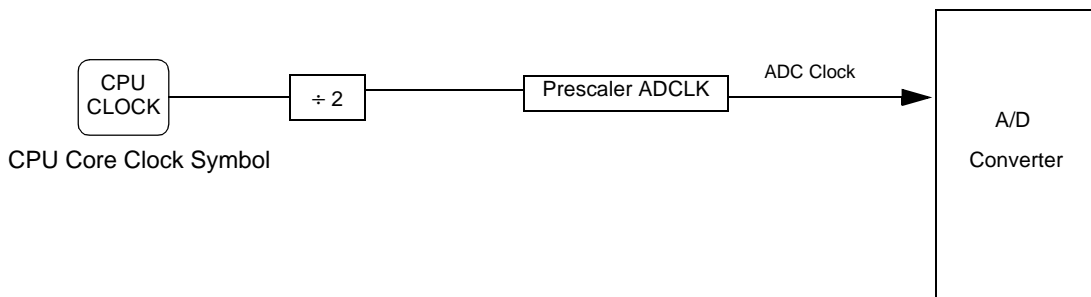 CPU
CLOCK
CPU Core Clock Symbol
÷ 2
Prescaler ADCLK
ADC Clock
A/D
Converter